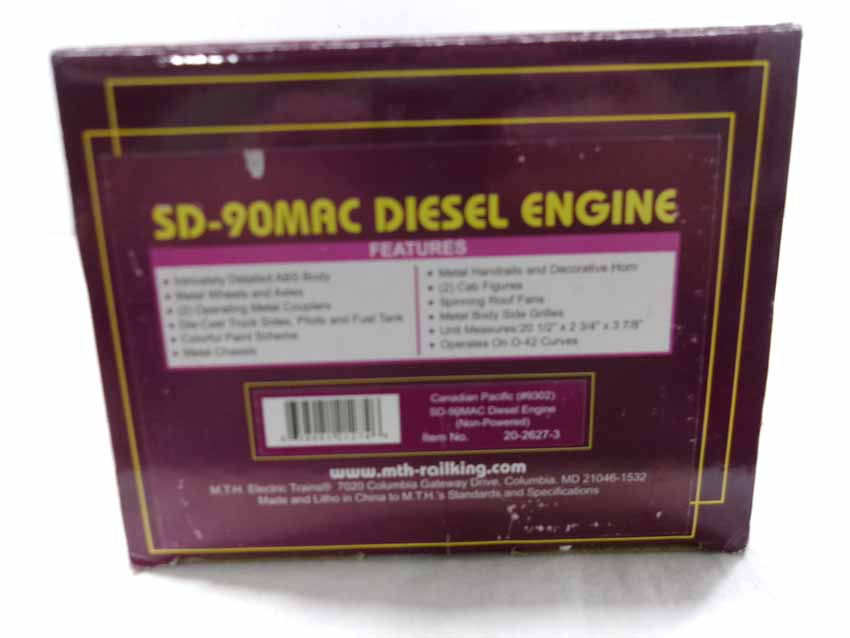 SD-90MAC DIESEL ENGINE
FEATURES
• Intricately Detailed ABS Body
• Metal Wheels and Axles
• (2) Operating Metal Couplers
• Die-Cast Truck Sides, Pilots and Fuel Tank
• Colorful Paint Scheme
• Metal Chassis
• Metal Handrails and Decorative Horn
• (2) Cab Figures
• Spinning Roof Fans
• Metal Body Side Grilles
• Unit Measures:20 1/2" x 2 3/4" x 3 7/8"
• Operates On O-42 Curves
Canadian Pacific (#9302)
SD-90MAC Diesel Engine
(Non-Powered)
Item No. 20-2627-3
www.mth-railking.com
M.T.H. Electric Trains® 7020 Columbia Gateway Drive, Columbia, MD 21046-1532
Made and Litho in China to M.T.H.'s Standards and Specifications